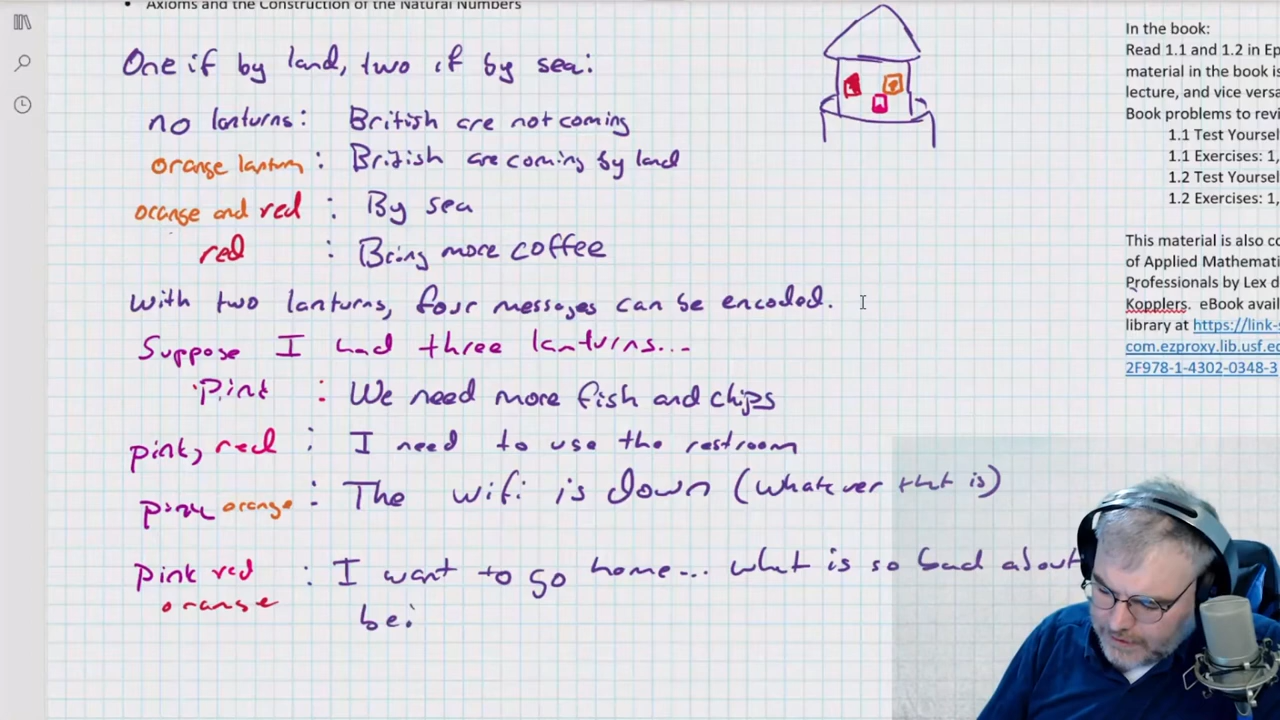 • Axioms and the Construction of the Natural Numbers
One if by land, two if by sea:
no lanturns: British are not coming
orange lanturn: British are coming by land
orange and red : By sea
red : Bring more coffee
With two lanturns, four messages can be encoded.
Suppose I had three lanturns...
Pink : We need more fish and chips
pink, red : I need to use the restroom
pink orange : The wifi is down (whatever tht is)
pink red : I want to go home... what is so bad about
orange bei
In the book:
Read 1.1 and 1.2 in Ep
material in the book is
lecture, and vice versa
Book problems to revi
1.1 Test Yoursel
1.1 Exercises: 1,
1.2 Test Yoursel
1.2 Exercises: 1,
This material is also co
of Applied Mathemati
Professionals by Lex d
Kopplers. eBook avai
library at https://link-s
com.ezproxy.lib.usf.ed
2F978-1-4302-0348-3